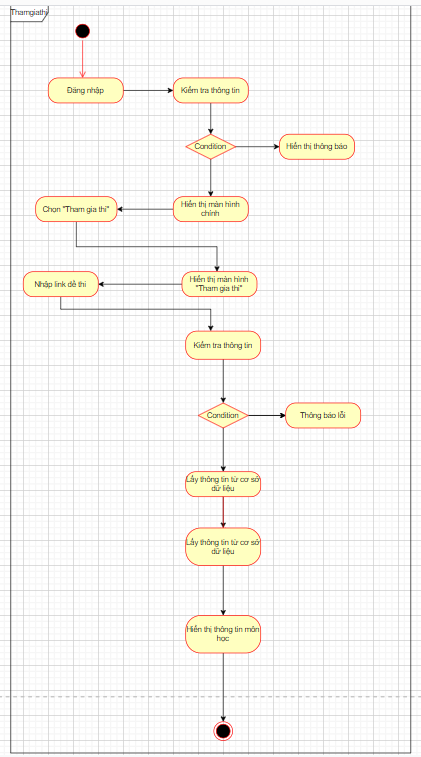 Thamgiathi
Đăng nhập
Kiểm tra thông tin
Condition
Hiển thị thông báo
Chọn "Tham gia thi"
Hiển thị màn hình
chính
Nhập link đề thi
Hiển thị màn hình
"Tham gia thi"
Kiểm tra thông tin
Condition
Thông báo lỗi
Lấy thông tin từ cơ sở
dữ liệu
Lấy thông tin từ cơ sở
dữ liệu
Hiển thị thông tin môn
học